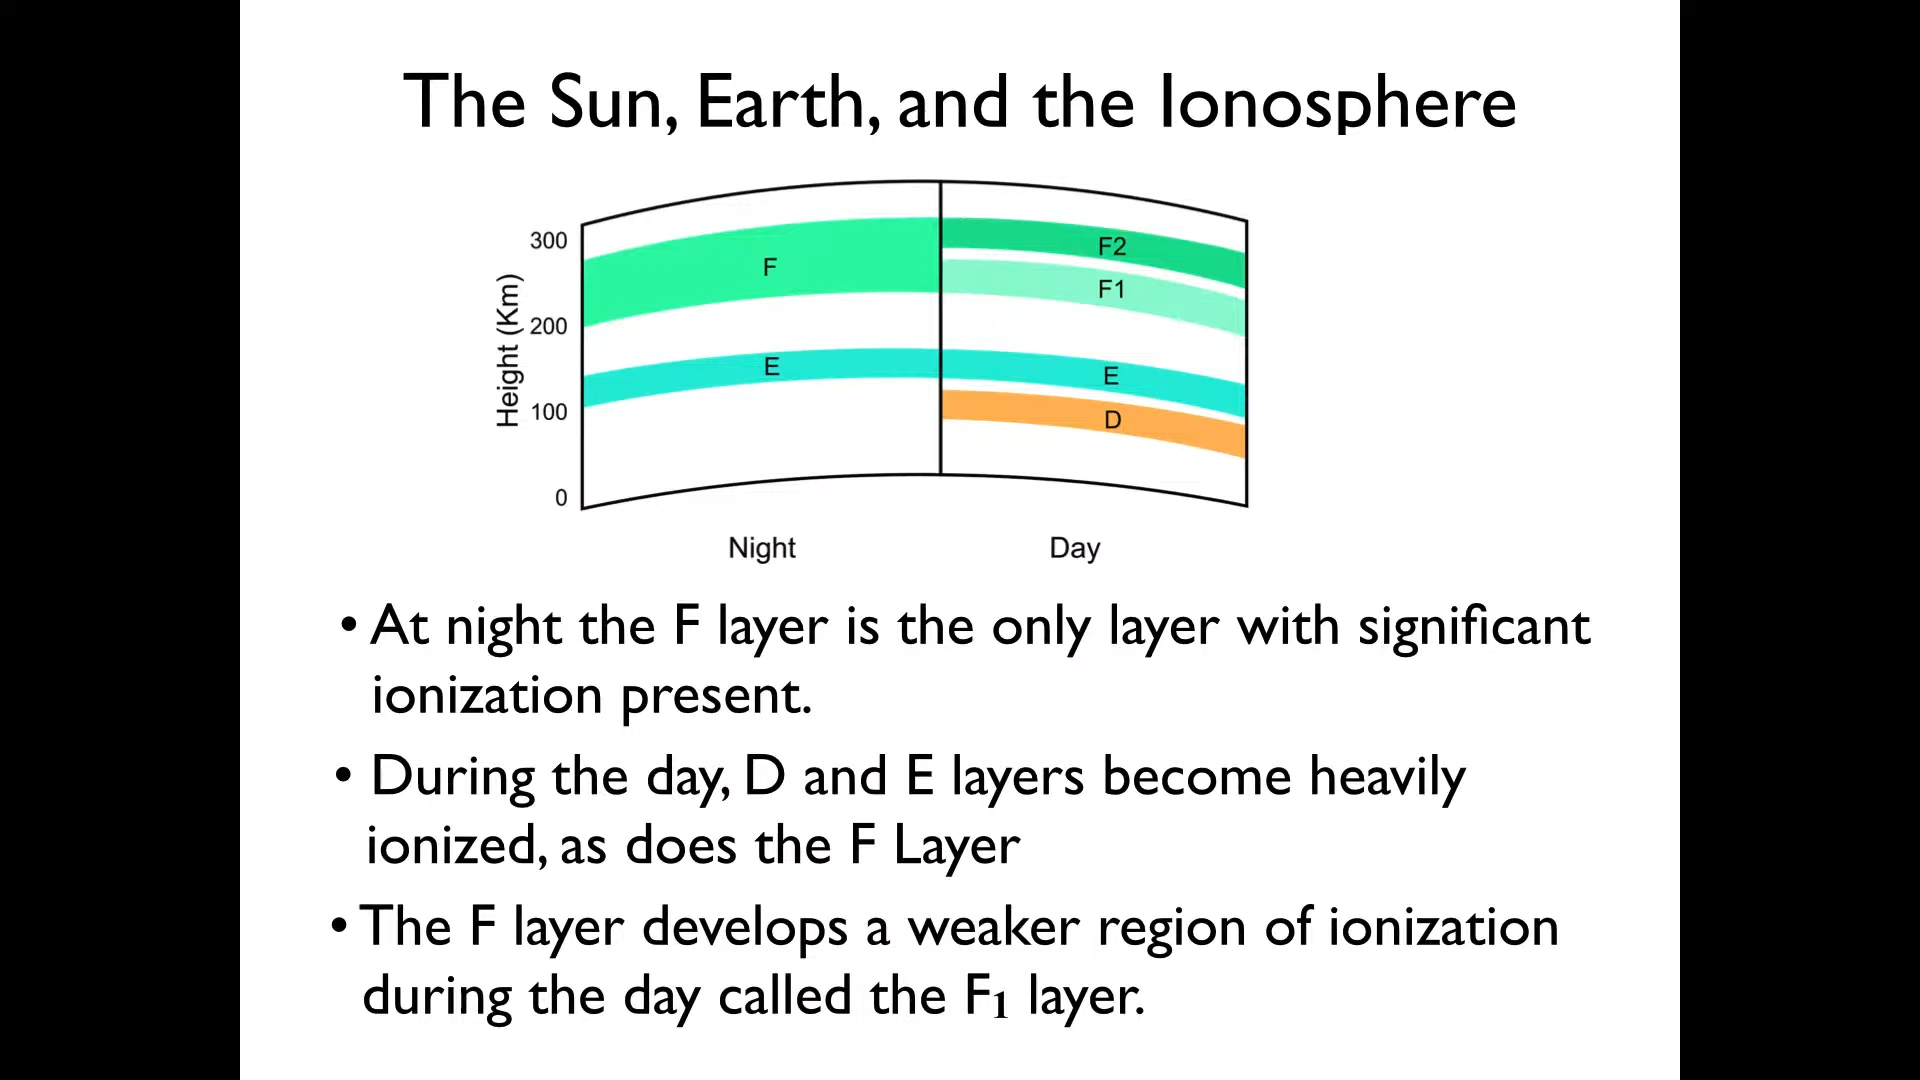 The Sun, Earth, and the Ionosphere
Height (Km)
300
200
100
0
F
E
F2
F1
E
D
Night
Day
• At night the F layer is the only layer with significant
ionization present.
• During the day, D and E layers become heavily
ionized, as does the F Layer
• The F layer develops a weaker region of ionization
during the day called the F₁ layer.